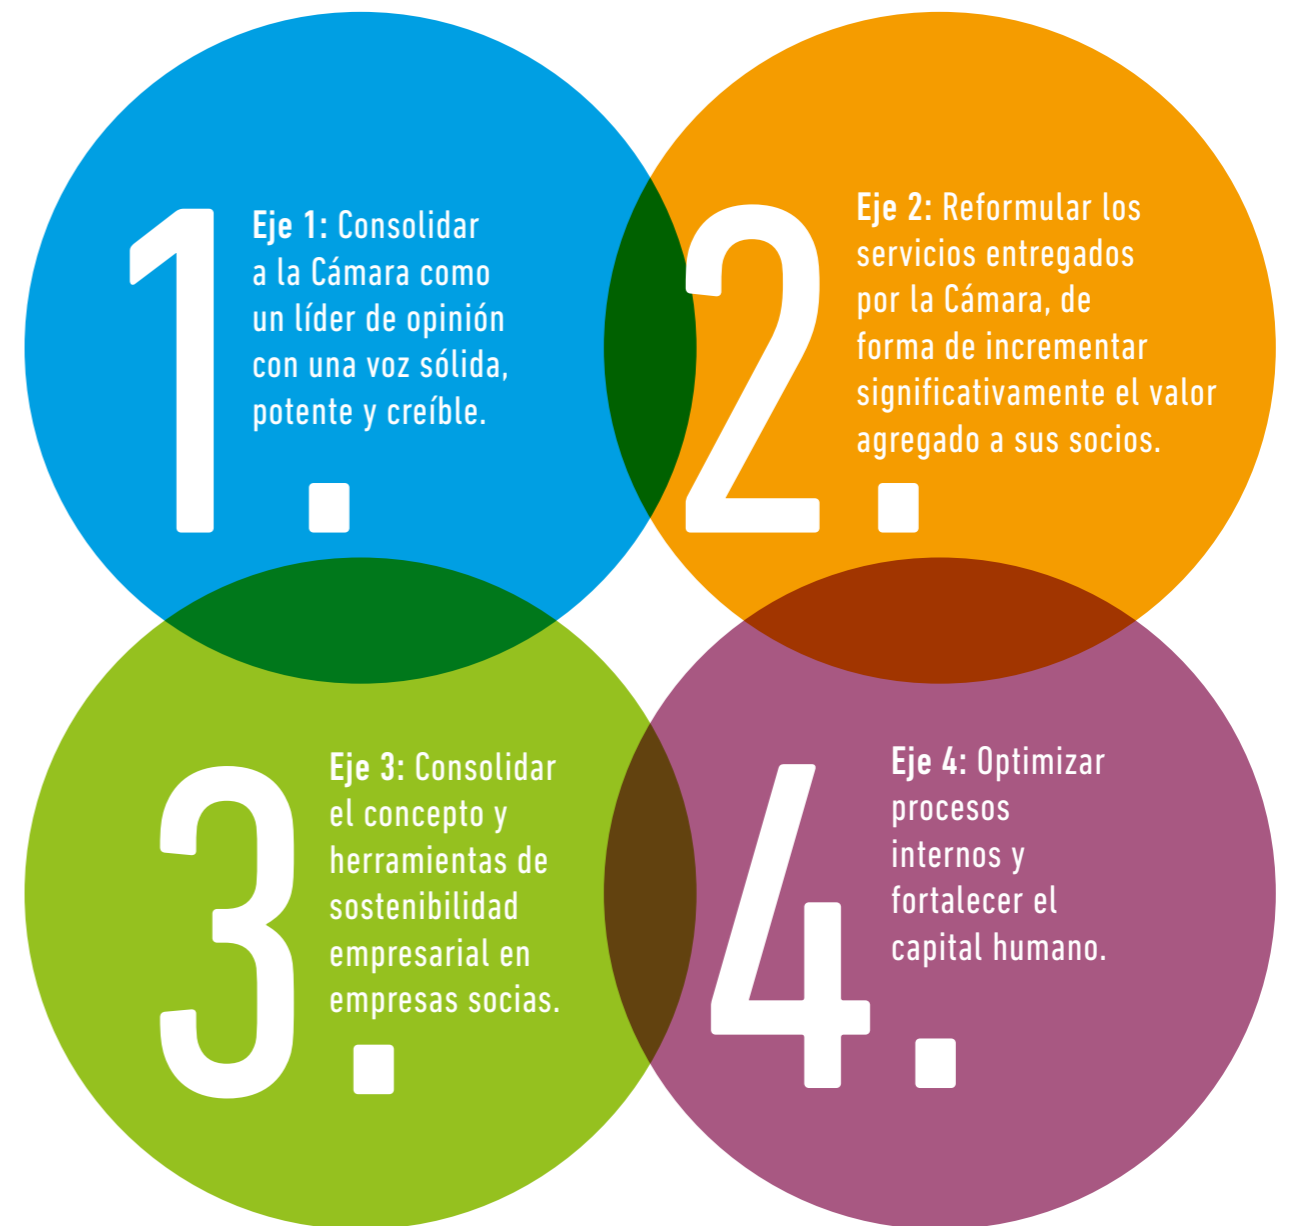 1.
Eje 1: Consolidar
a la Cámara como
un líder de opinión
con una voz sólida,
potente y creíble.
2.
Eje 2: Reformular los
servicios entregados
por la Cámara, de
forma de incrementar
significativamente el valor
agregado a sus socios.
3.
Eje 3: Consolidar
el concepto y
herramientas de
sostenibilidad
empresarial en
empresas socias.
4.
Eje 4: Optimizar
procesos
internos y
fortalecer el
capital humano.